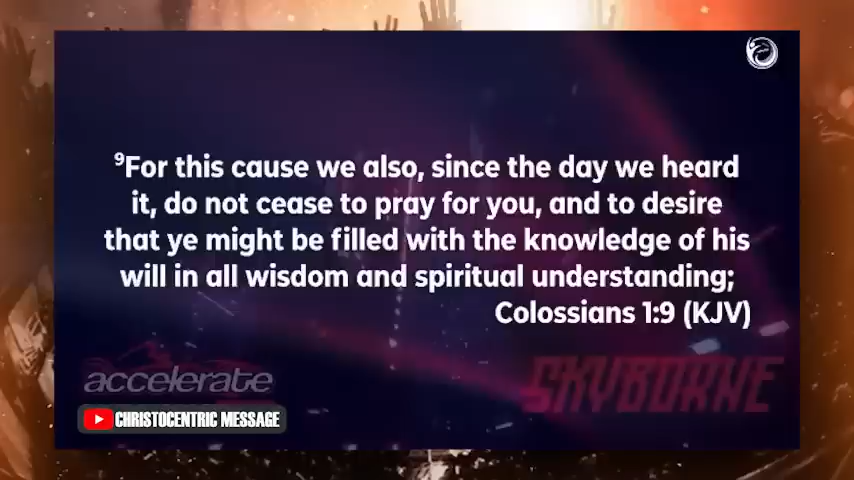 ⁹For this cause we also, since the day we heard
it, do not cease to pray for you, and to desire
that ye might be filled with the knowledge of his
will in all wisdom and spiritual understanding;
Colossians 1:9 (KJV)
accelerate
SKYBORNE
CHRISTOCENTRIC MESSAGE